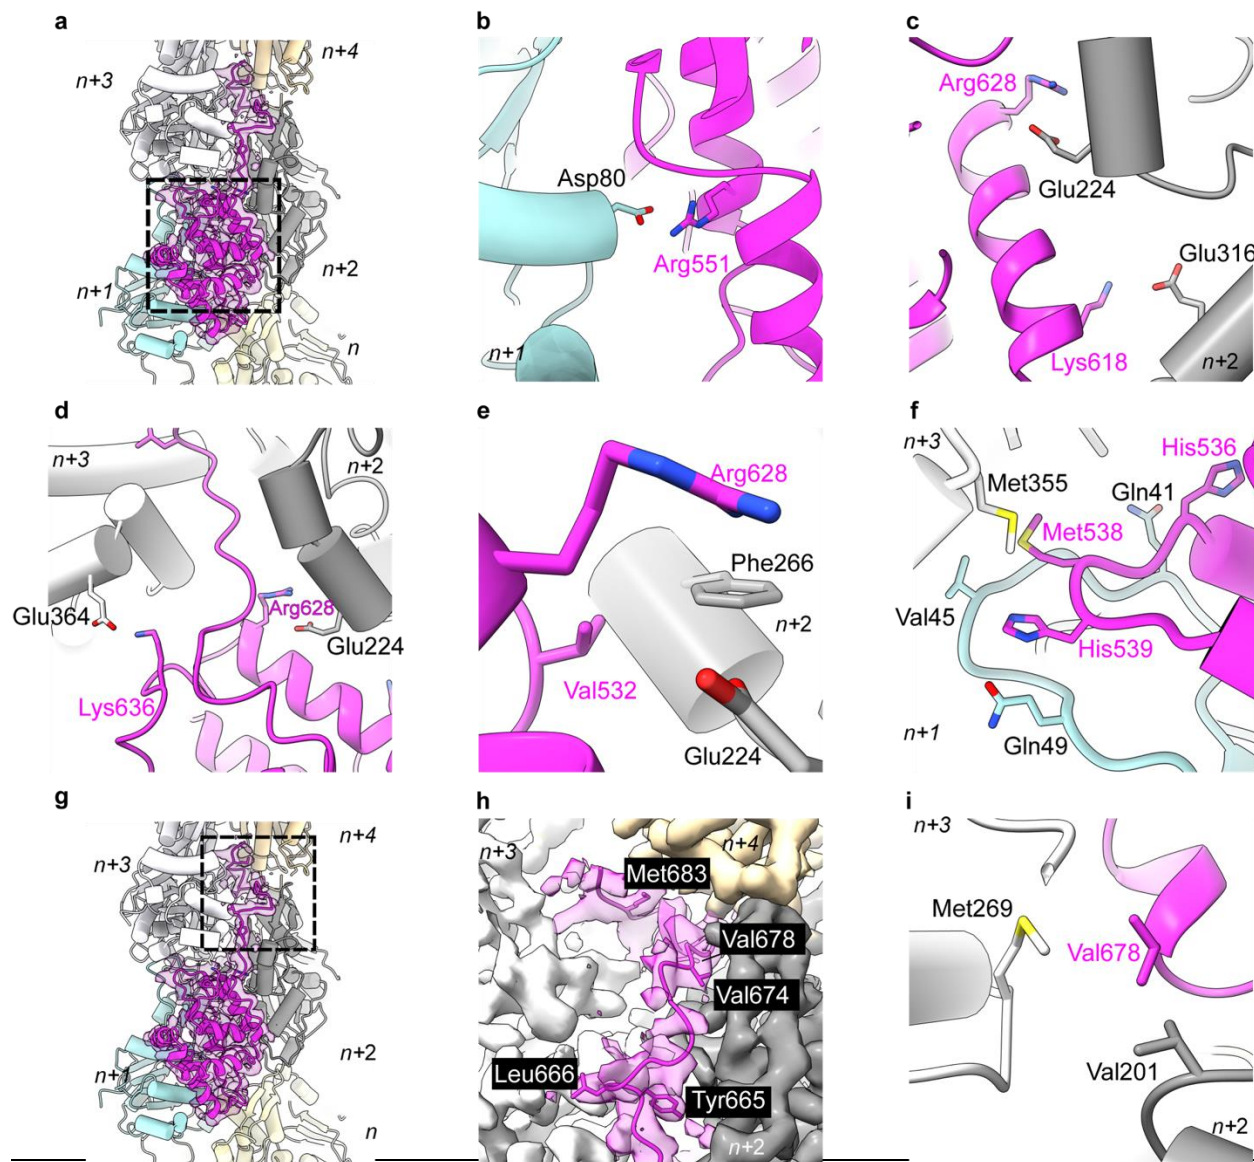 a
n+4
n+3
n+1
n+2
n
b
Asp80
Arg551
n+1
c
Arg628
Glu224
Glu316
Lys618
n+2
d
n+3
n+2
Glu364
Arg628
Glu224
Lys636
e
Arg628
Phe266
n+2
Val532
Glu224
f
n+3
His536
Met355
Gln41
Met538
Val45
His539
n+1
Gln49
g
n+4
n+3
n+2
n+1
n
h
n+3
n+4
Met683
Val678
Val674
Leu666
Tyr665
n+2
i
n+3
Met269
Val678
Val201
n+2